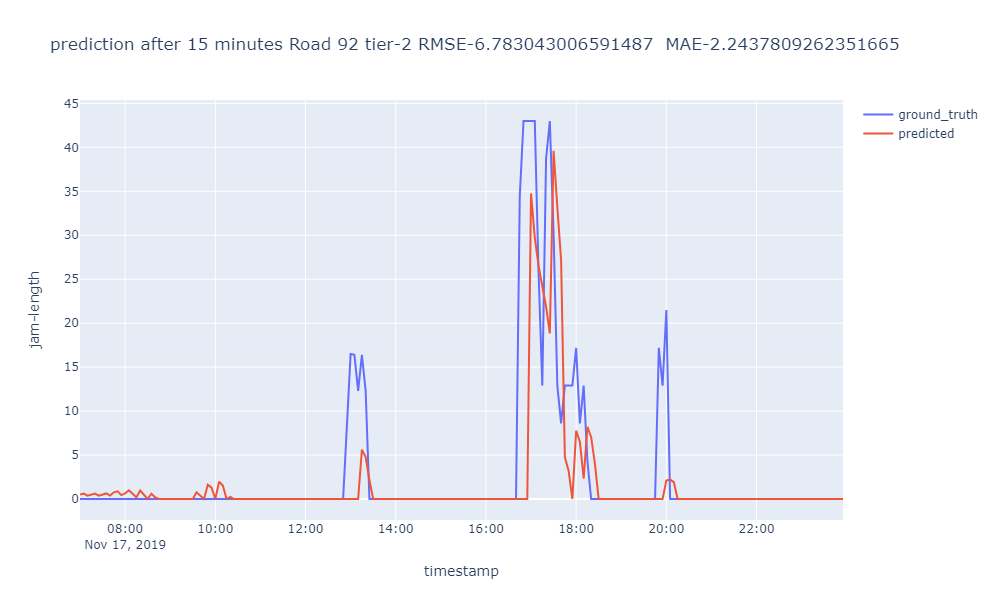 prediction after 15 minutes Road 92 tier-2 RMSE-6.783043006591487  MAE-2.2437809262351665
ground_truth
predicted
45
40
35
30
25
20
15
10
5
0
jam-length
08:00 10:00 12:00 14:00 16:00 18:00 20:00 22:00
Nov 17, 2019
timestamp